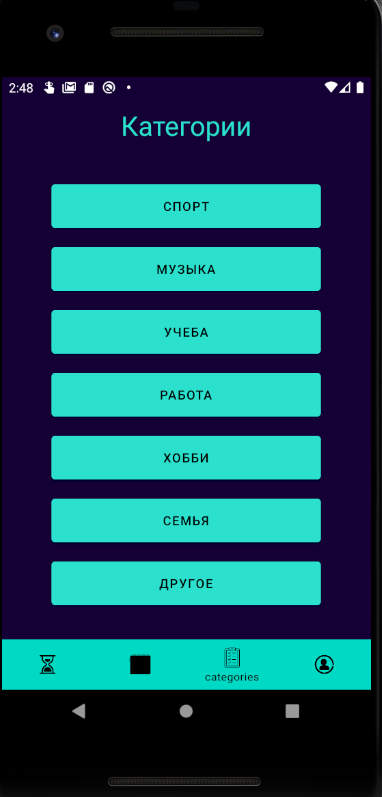 2:48
Категории
СПОРТ
МУЗЫКА
УЧЕБА
РАБОТА
ХОББИ
СЕМЬЯ
ДРУГОЕ
categories